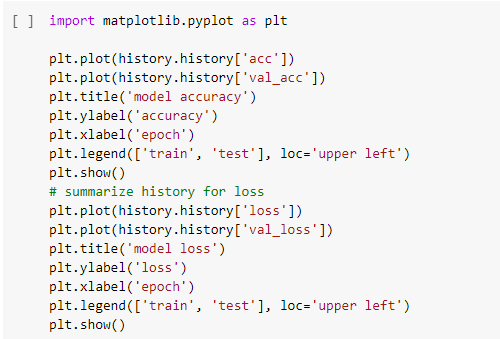 [ ] import matplotlib.pyplot as plt

plt.plot(history.history['acc'])
plt.plot(history.history['val_acc'])
plt.title('model accuracy')
plt.ylabel('accuracy')
plt.xlabel('epoch')
plt.legend(['train', 'test'], loc='upper left')
plt.show()
# summarize history for loss
plt.plot(history.history['loss'])
plt.plot(history.history['val_loss'])
plt.title('model loss')
plt.ylabel('loss')
plt.xlabel('epoch')
plt.legend(['train', 'test'], loc='upper left')
plt.show()